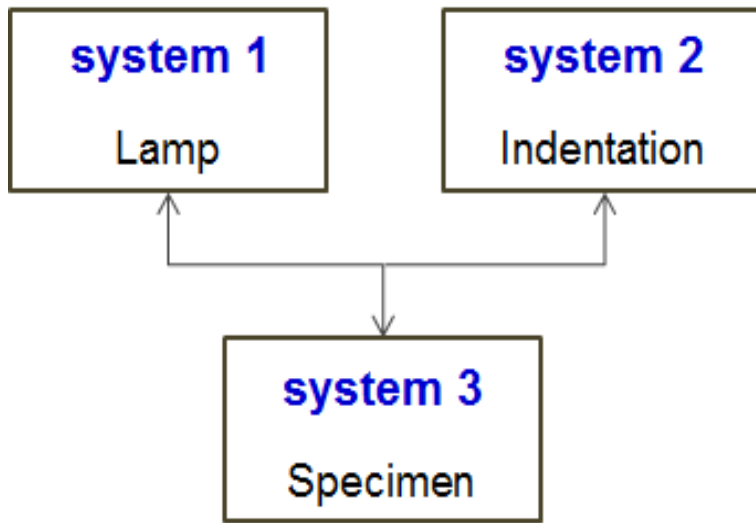 system 1
Lamp
system 2
Indentation
system 3
Specimen